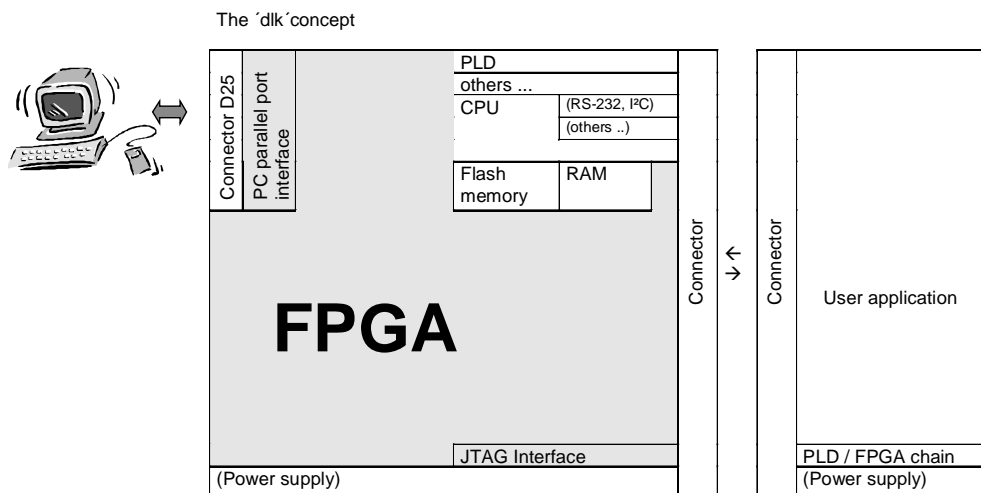 The ´dlk´concept
Connector D25
PC parallel port
interface
PLD
others ...
CPU
(RS-232, I²C)
(others ..)
Flash
memory
RAM
FPGA
Connector
Connector
User application
JTAG Interface
PLD / FPGA chain
(Power supply)
(Power supply)